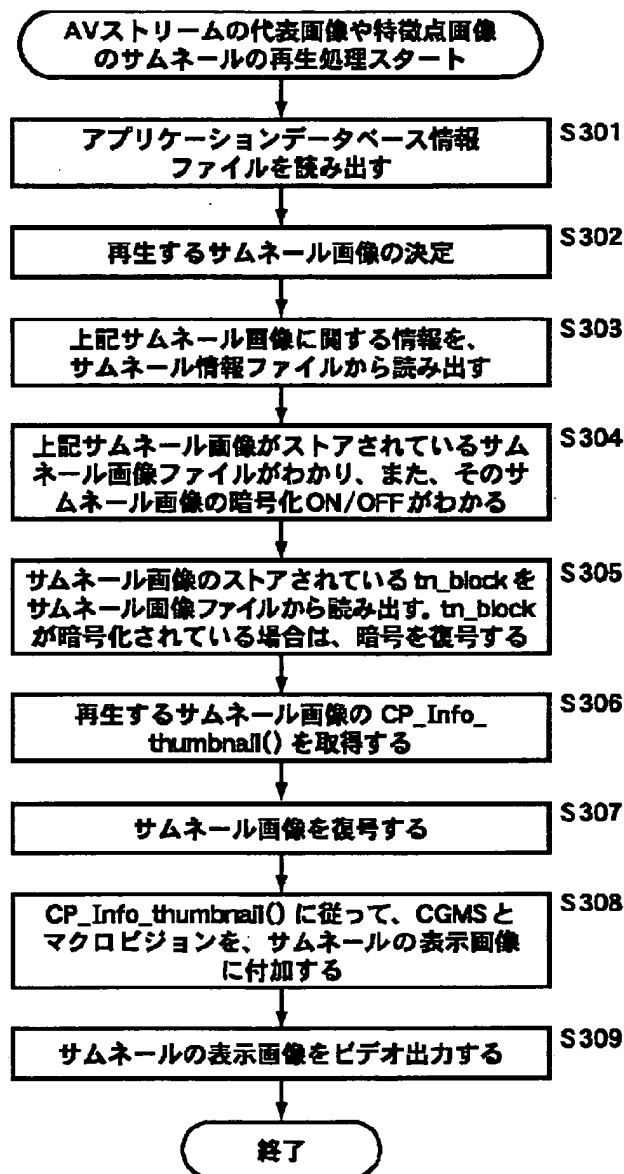 AVストリームの代表画像や特徴点画像
のサムネールの再生処理スタート
アプリケーションデータベース情報
ファイルを読み出す
S301
再生するサムネール画像の決定
S302
上記サムネール画像に関する情報を、
サムネール情報ファイルから読み出す
S303
上記サムネール画像がストアされているサム
ネール画像ファイルがわかり、また、そのサ
ムネール画像の暗号化ON/OFFがわかる
S304
サムネール画像のストアされているtn_blockを
サムネール画像ファイルから読み出す。tn_block
が暗号化されている場合は、暗号を復号する
S305
再生するサムネール画像の CP_Info_
thumbnail() を取得する
S306
サムネール画像を復号する
S307
CP_Info_thumbnail() に従って、CGMSと
マクロビジョンを、サムネールの表示画像
に付加する
S308
サムネールの表示画像をビデオ出力する
S309
終了